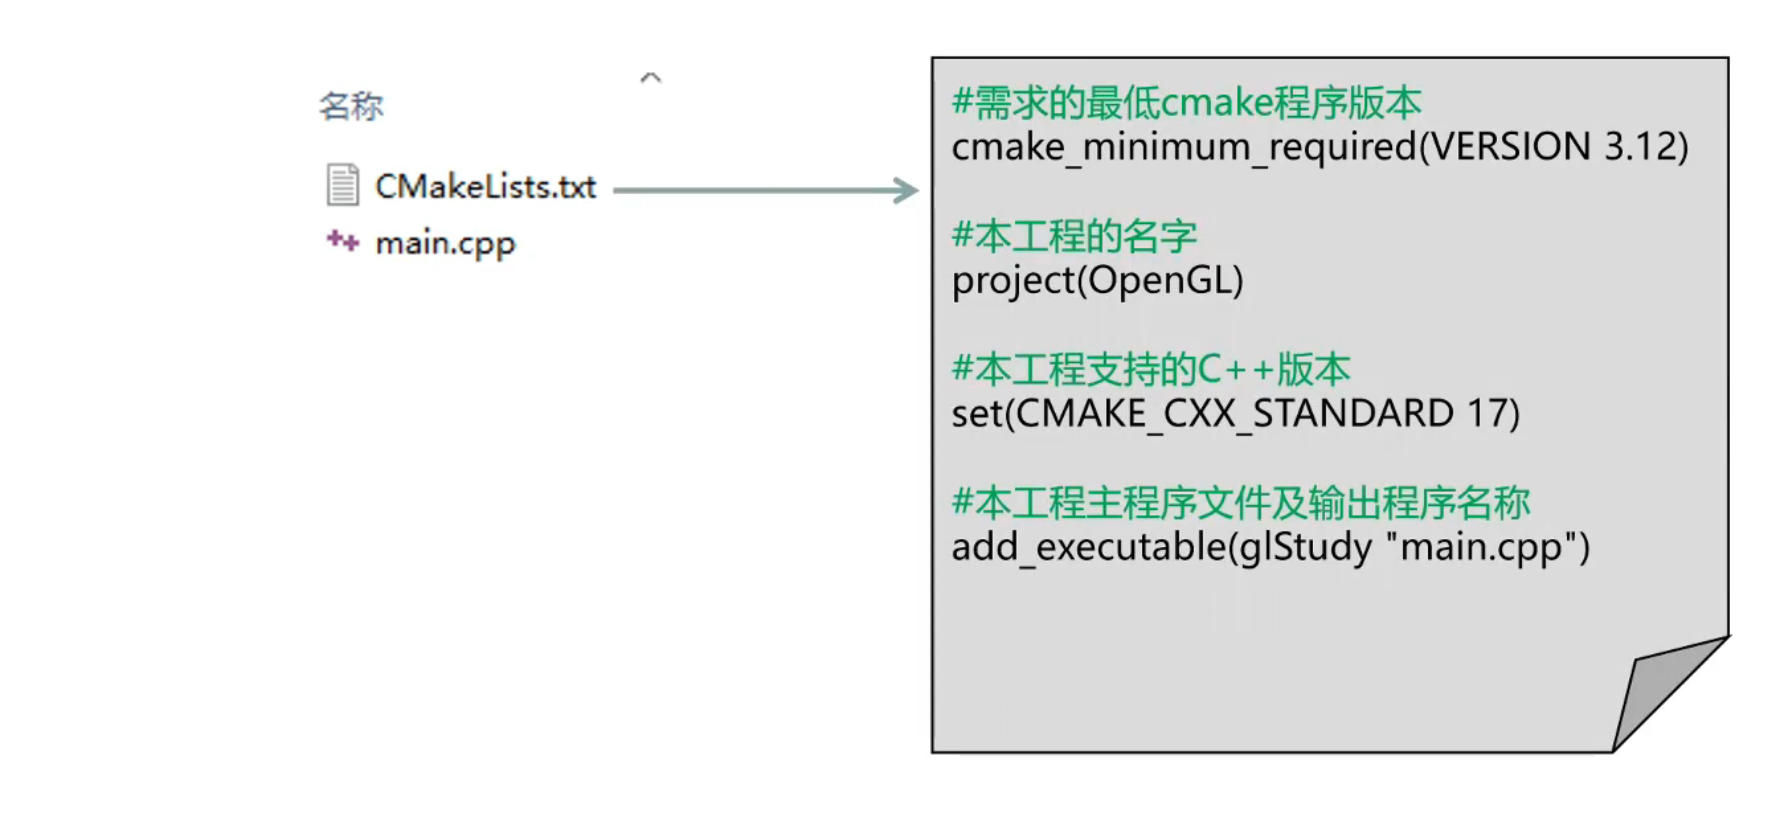 名称
CMakeLists.txt
main.cpp
#需求的最低cmake程序版本
cmake_minimum_required(VERSION 3.12)
#本工程的名字
project(OpenGL)
#本工程支持的C++版本
set(CMAKE_CXX_STANDARD 17)
#本工程主程序文件及输出程序名称
add_executable(glStudy "main.cpp")